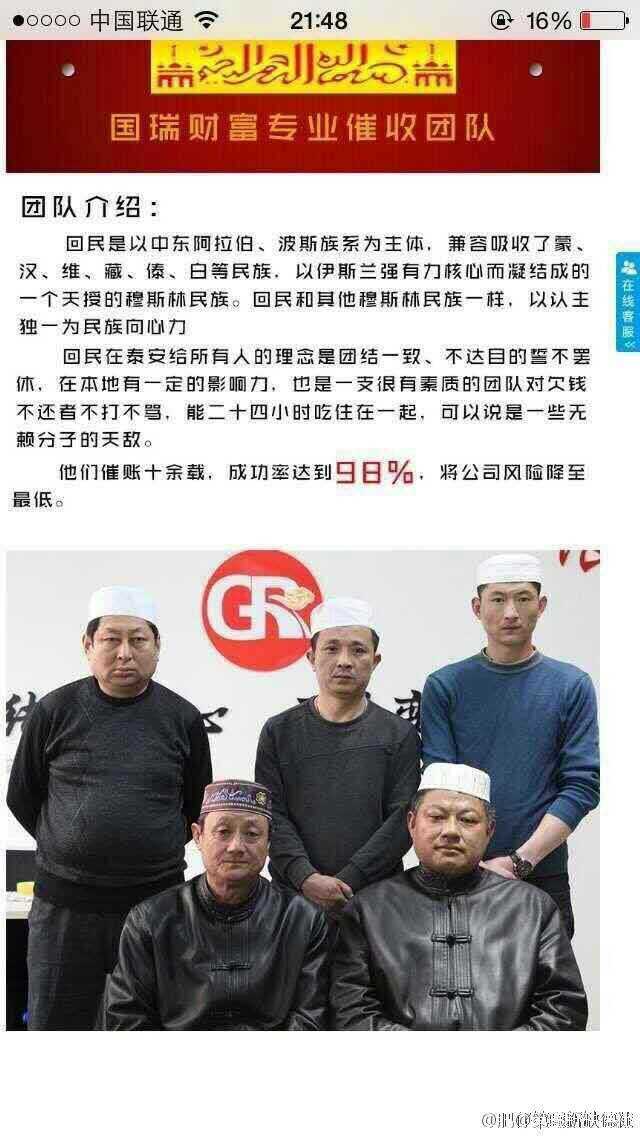 中国联通
21:48
16%
国瑞财富专业催收团队
团队介绍：
回民是以中东阿拉伯、波斯族系为主体，兼容吸收了蒙、
汉、维、藏、傣、白等民族，以伊斯兰强有力核心而凝结成的
一个天授的穆斯林民族。回民和其他穆斯林民族一样，以认主
独一为民族向心力
回民在泰安给所有人的理念是团结一致、不达目的誓不罢
休，在本地有一定的影响力，也是一支很有素质的团队对欠钱
不还者不打不骂，能二十四小时吃住在一起，可以说是一些无
赖分子的天敌。
他们催账十余载，成功率达到98%，将公司风险降至
最低。
在线客服
GR